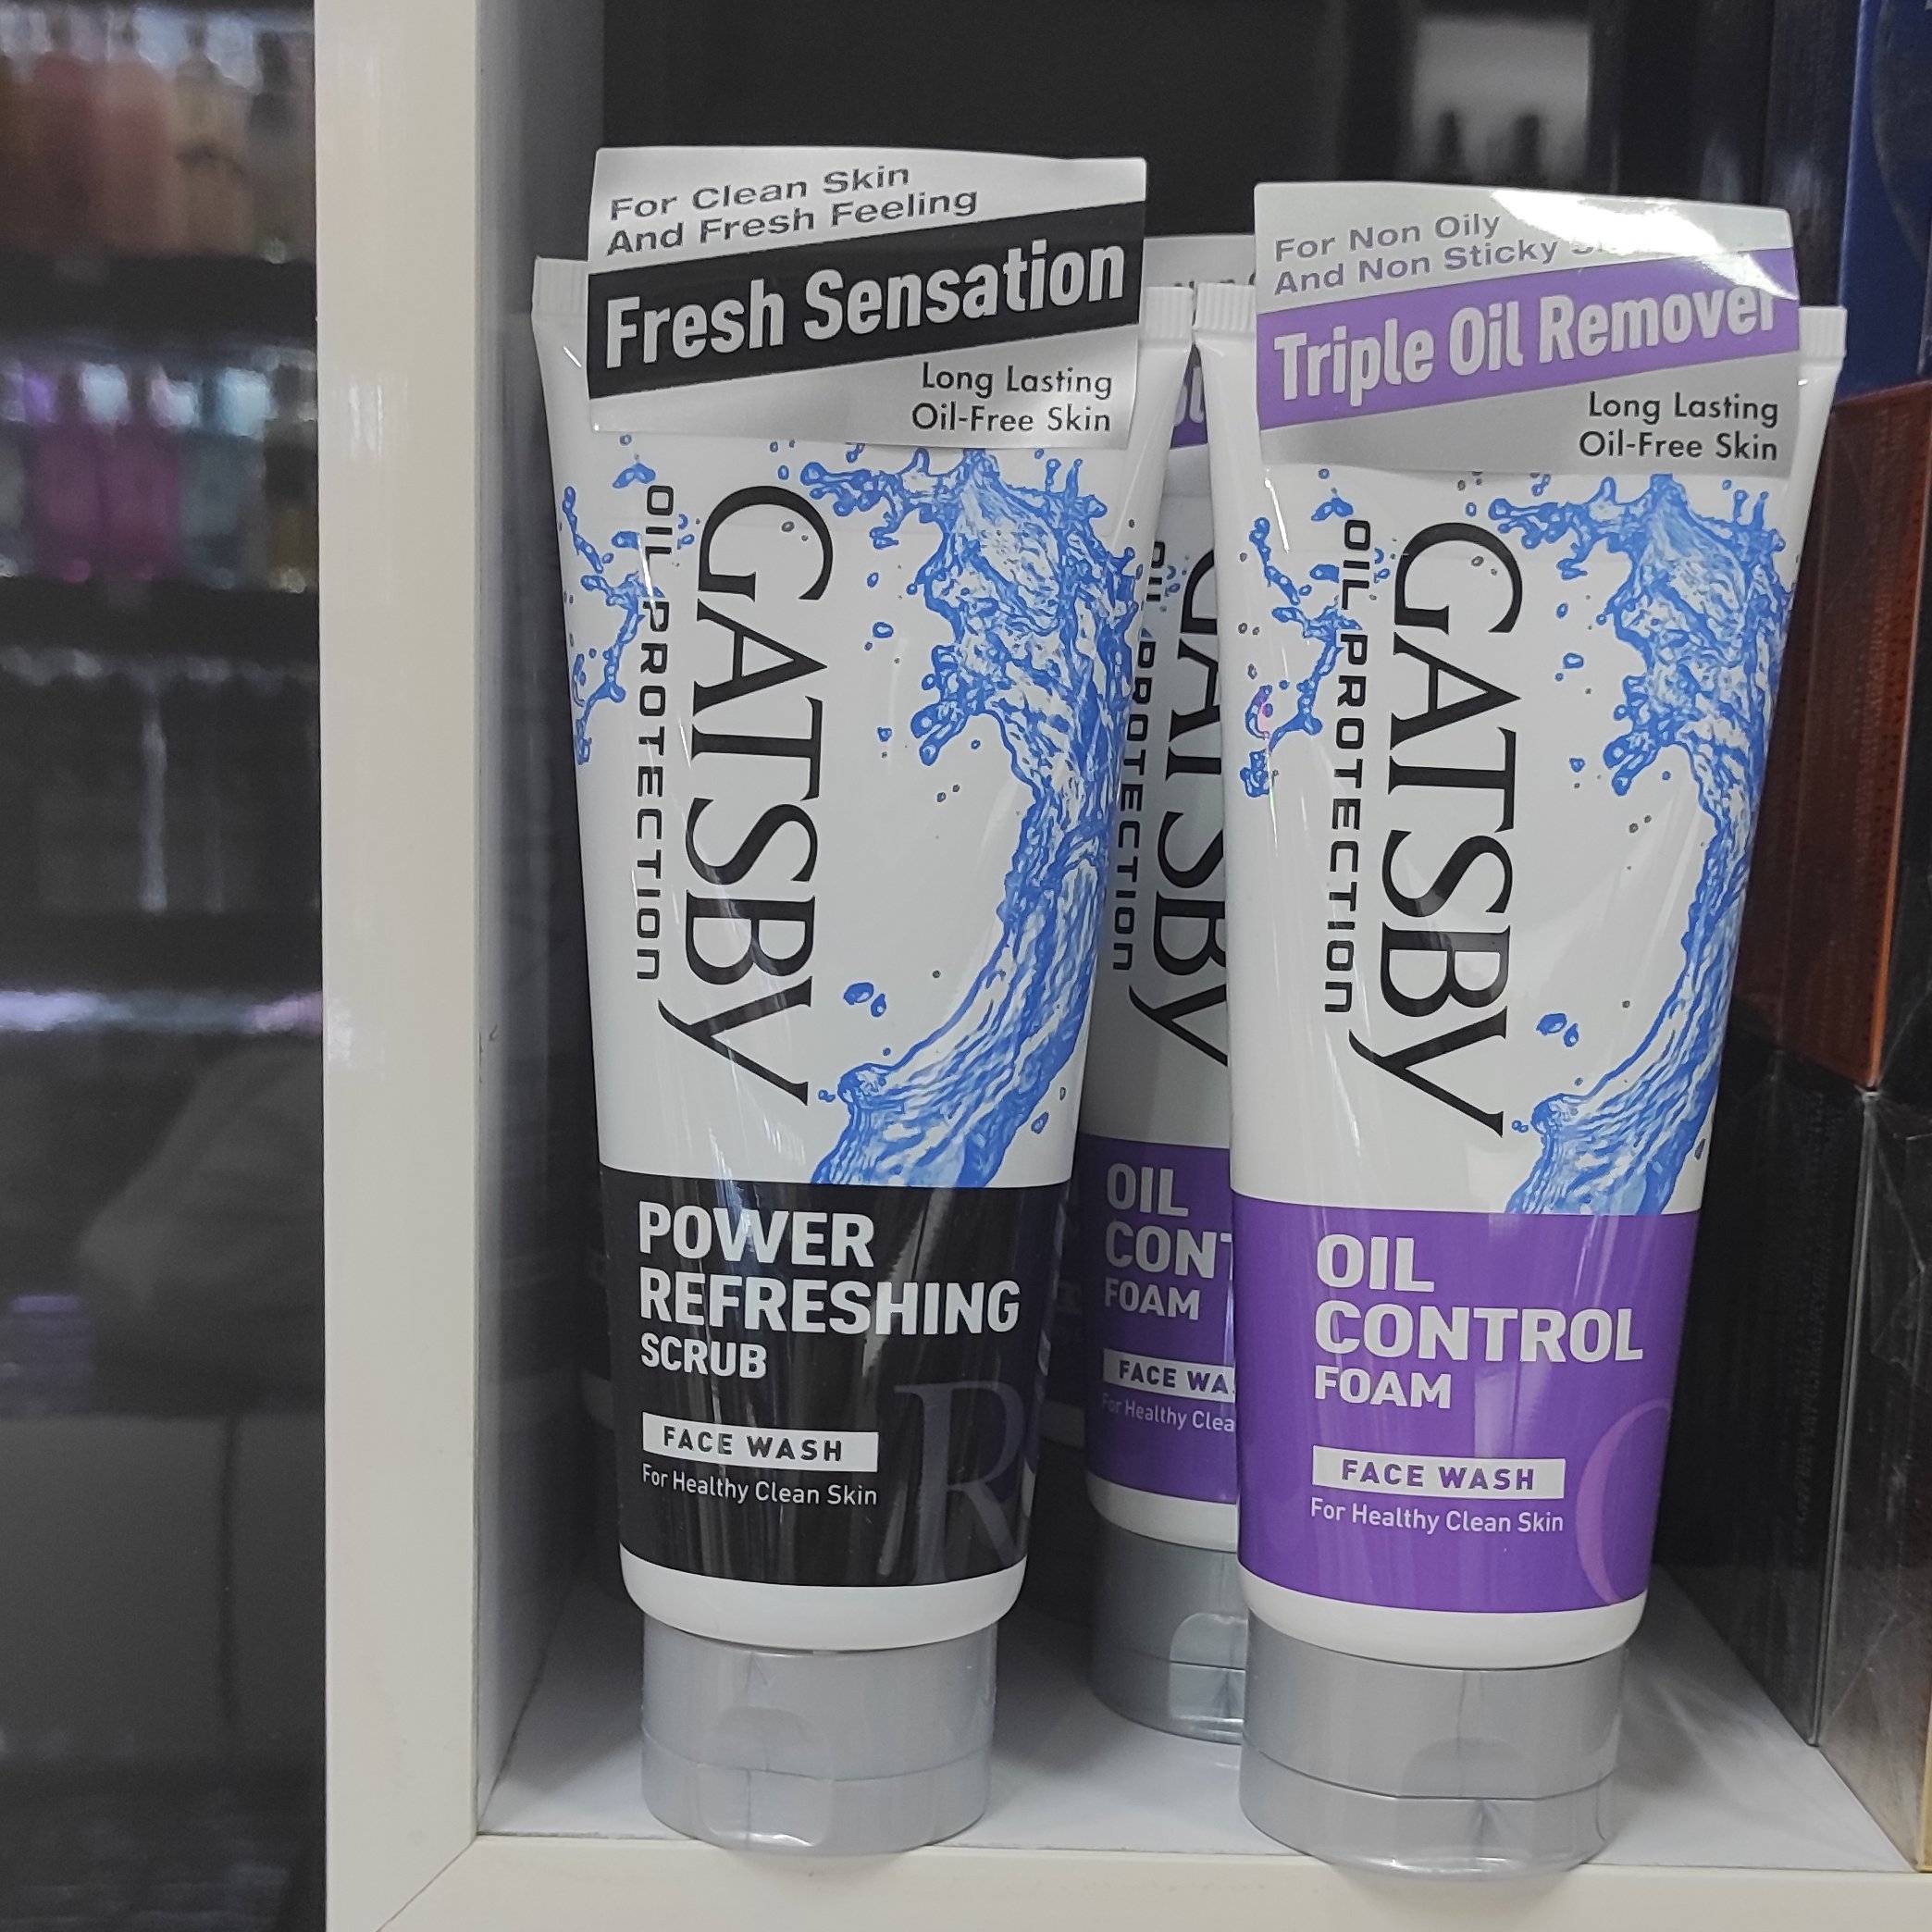 For Clean Skin
And Fresh Feeling
Fresh Sensation
Long Lasting
Oil-Free Skin
GATSBY
OIL PROTECTION
POWER
REFRESHING
SCRUB
FACE WASH
For Healthy Clean Skin
R
GATSBY
OIL PROTECTION
OIL
CONT
FOAM
FACE WA
For Healthy Clea
For Non Oily
And Non Sticky
Triple Oil Remover
Long Lasting
Oil-Free Skin
GATSBY
OIL PROTECTION
OIL
CONTROL
FOAM
FACE WASH
For Healthy Clean Skin